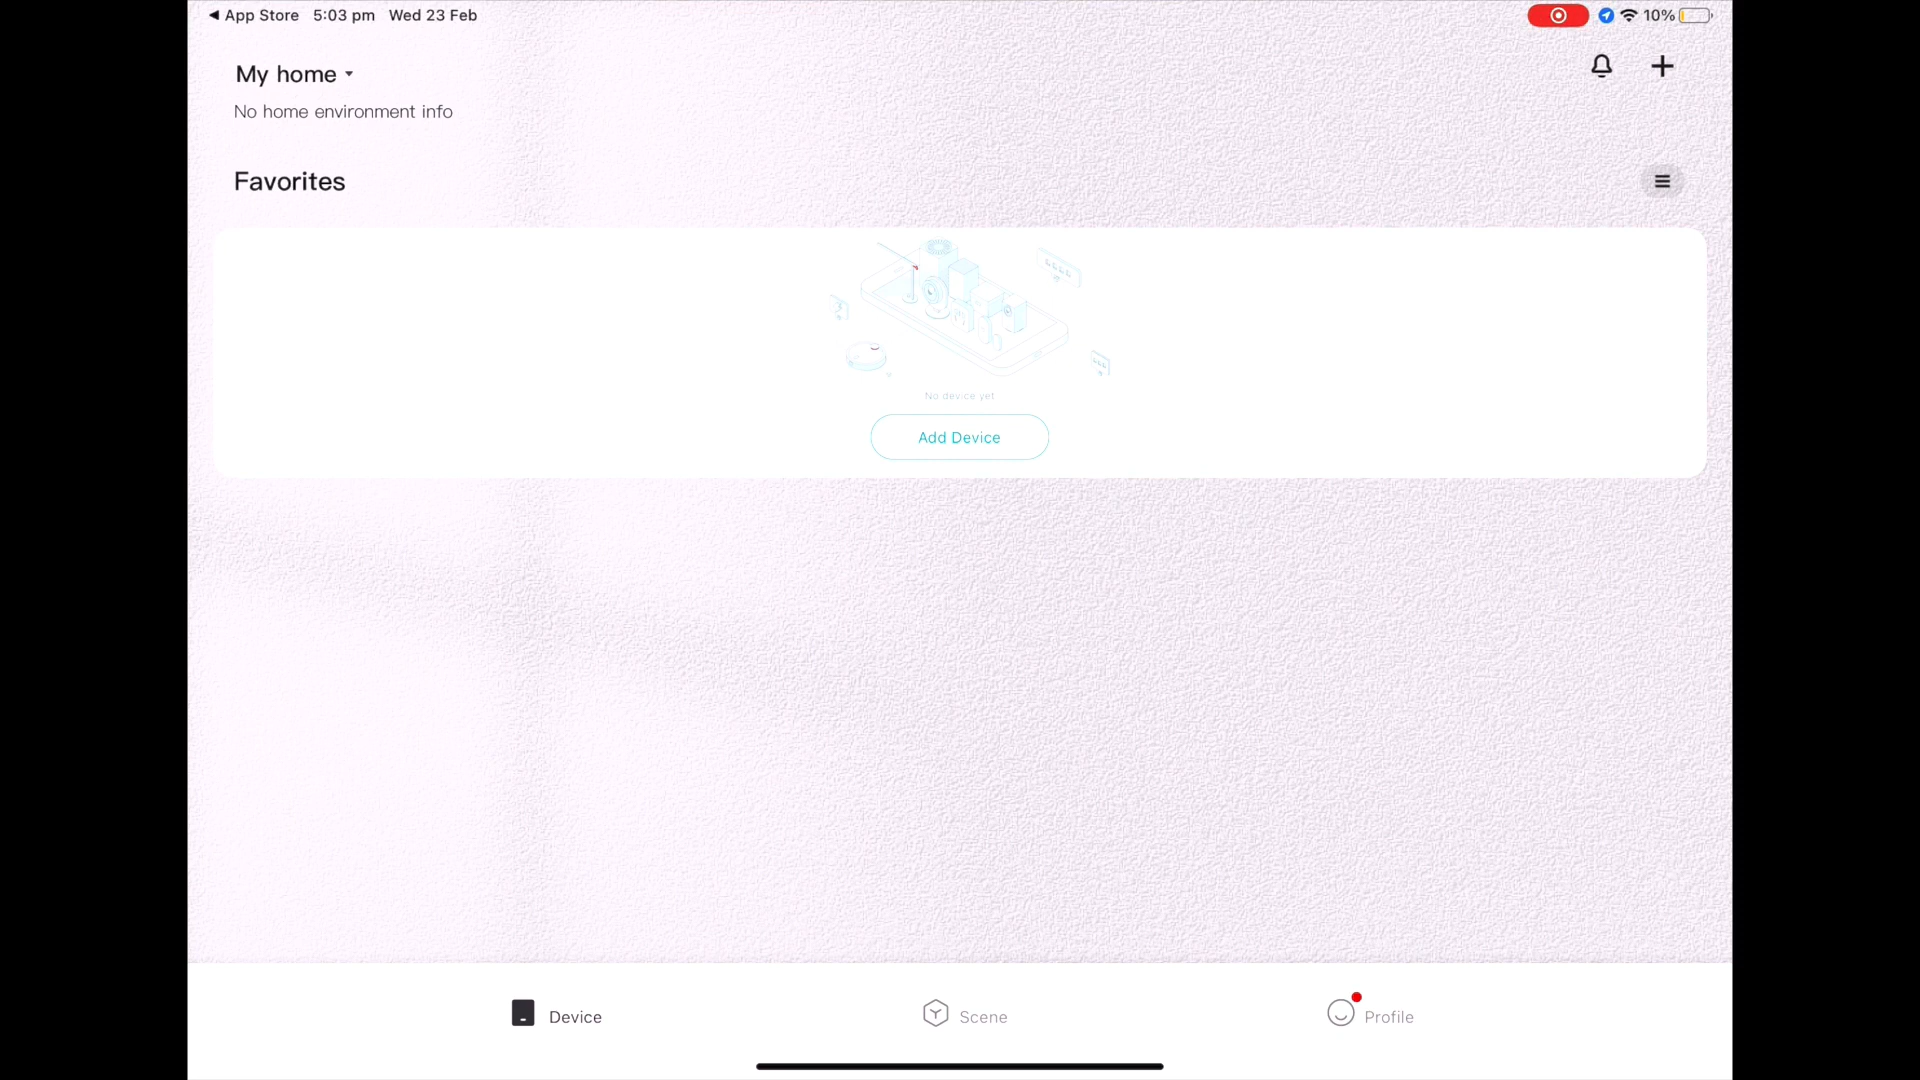 ◀ App Store 5:03 pm Wed 23 Feb 10%
My home
No home environment info
Favorites
No device yet
Add Device
Device
Scene
Profile